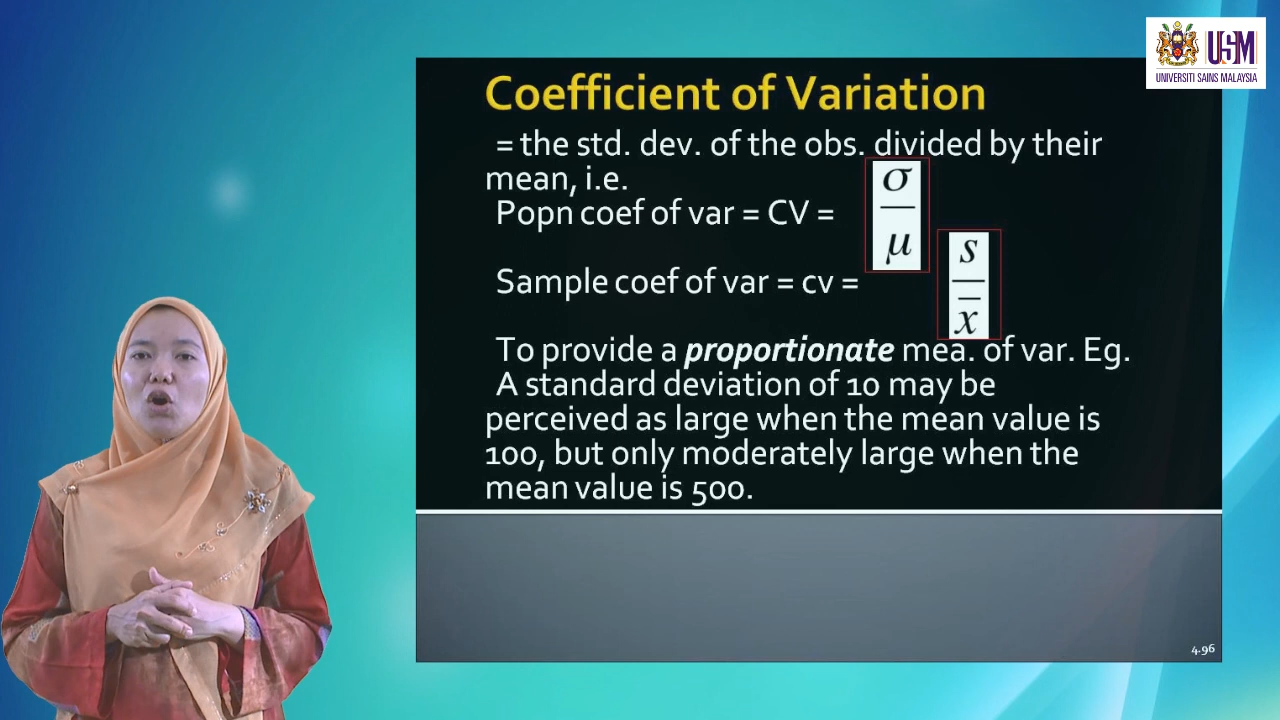 USM
UNIVERSITI SAINS MALAYSIA
Coefficient of Variation
= the std. dev. of the obs. divided by their
mean, i.e.
Popn coef of var = CV = σ/μ
Sample coef of var = cv = s/x̄
To provide a proportionate mea. of var. Eg.
A standard deviation of 10 may be
perceived as large when the mean value is
100, but only moderately large when the
mean value is 500.
4.96